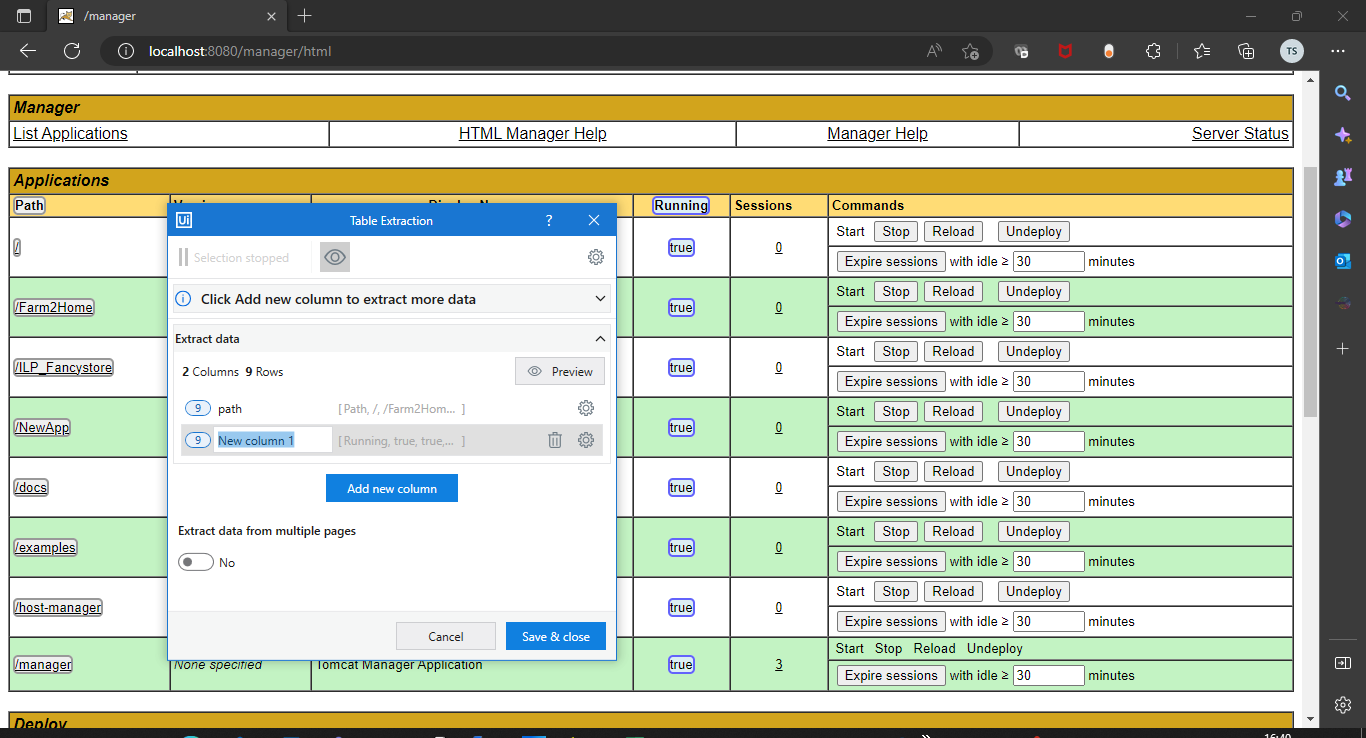 /manager
localhost:8080/manager/html
TS
Manager
List Applications HTML Manager Help Manager Help Server Status
Applications
Path Running Sessions Commands
Ui Table Extraction ?
Selection stopped
Click Add new column to extract more data
Extract data
2 Columns 9 Rows Preview
9 path [ Path, /, /Farm2Hom... ]
9 New column 1 [ Running, true, true,... ]
Add new column
Extract data from multiple pages
No
Cancel Save & close
/ true 0 Start Stop Reload Undeploy
Expire sessions with idle ≥ 30 minutes
/Farm2Home true 0 Start Stop Reload Undeploy
Expire sessions with idle ≥ 30 minutes
/ILP_Fancystore true 0 Start Stop Reload Undeploy
Expire sessions with idle ≥ 30 minutes
/NewApp true 0 Start Stop Reload Undeploy
Expire sessions with idle ≥ 30 minutes
/docs true 0 Start Stop Reload Undeploy
Expire sessions with idle ≥ 30 minutes
/examples true 0 Start Stop Reload Undeploy
Expire sessions with idle ≥ 30 minutes
/host-manager true 0 Start Stop Reload Undeploy
Expire sessions with idle ≥ 30 minutes
/manager None specified Tomcat Manager Application true 3 Start Stop Reload Undeploy
Expire sessions with idle ≥ 30 minutes
Deploy